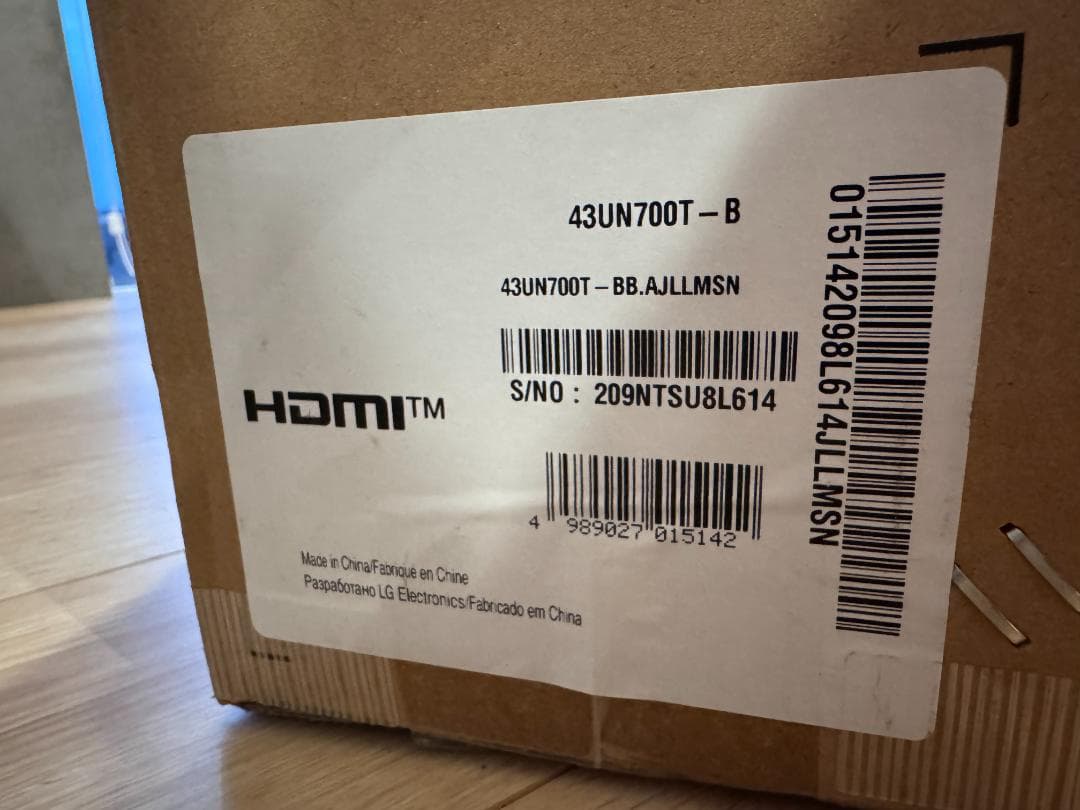 43UN700T-B
43UN700T-BB.AJLLMSN
S/NO : 209NTSU8L614
HDMI™
4 989027 015142
Made in China/Fabriqué en Chine
Разработано LG Electronics/Fabricado em China
015142098L614JLLMSN